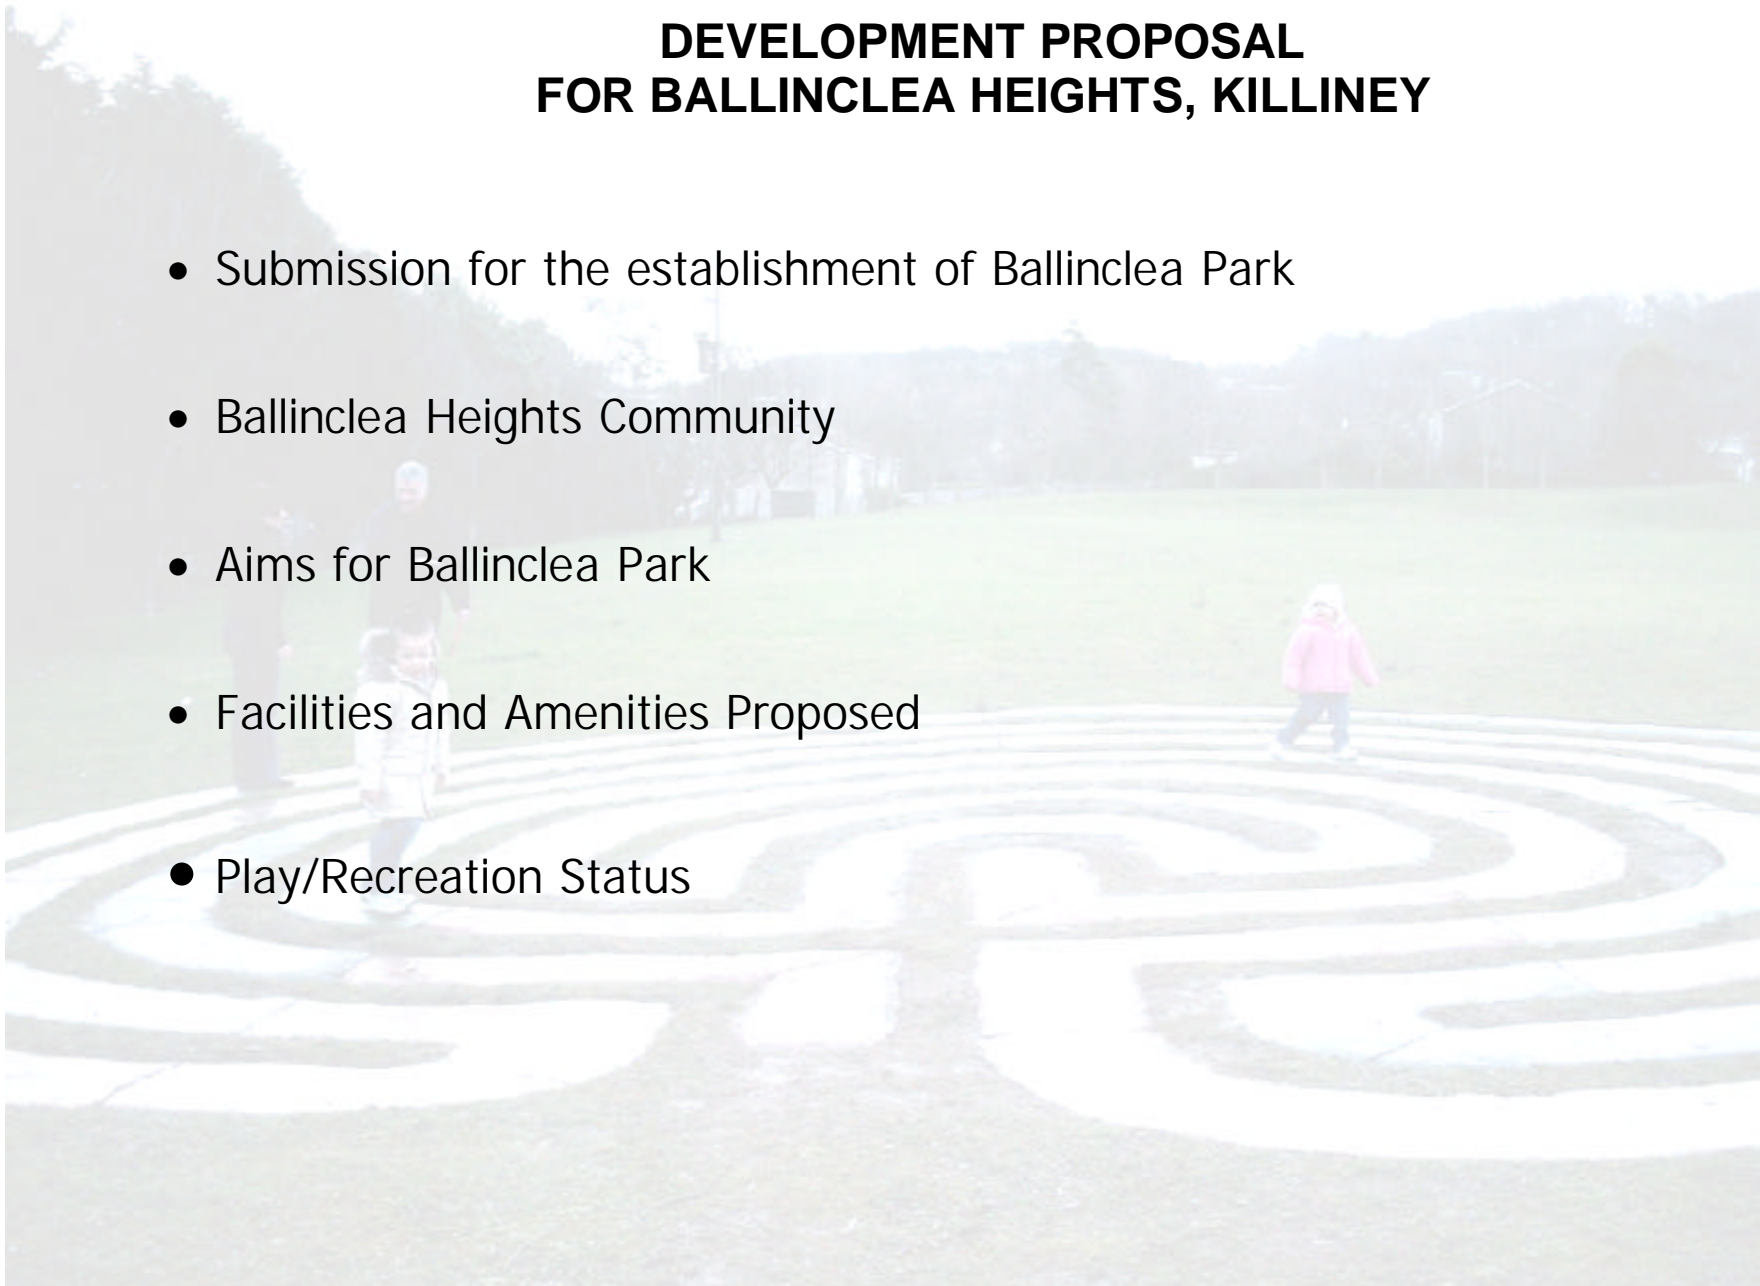 DEVELOPMENT PROPOSAL
FOR BALLINCLEA HEIGHTS, KILLINEY
• Submission for the establishment of Ballinclea Park
• Ballinclea Heights Community
• Aims for Ballinclea Park
• Facilities and Amenities Proposed
• Play/Recreation Status